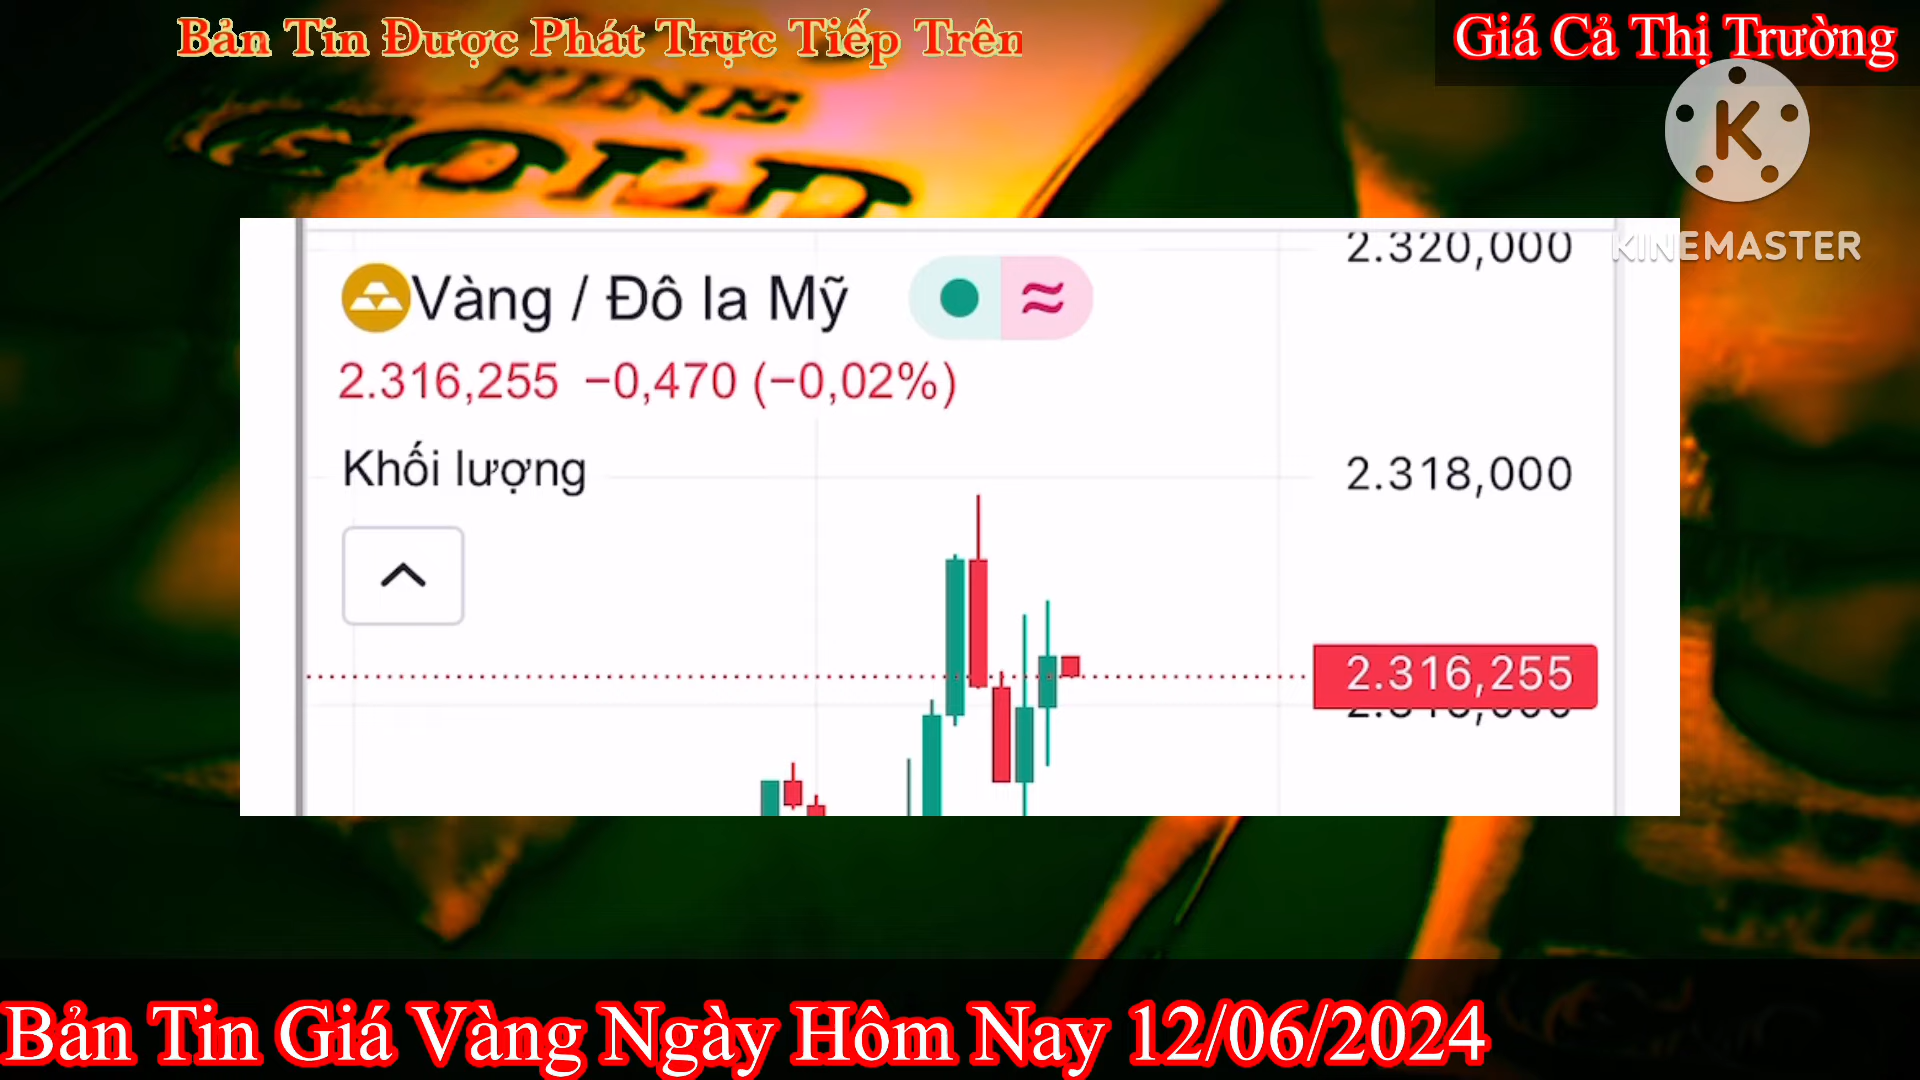 Bản Tin Được Phát Trực Tiếp Trên
Giá Cả Thị Trường
FINE
GOLD
K
KINEMASTER
2.320,000
Vàng / Đô la Mỹ
2.316,255 −0,470 (−0,02%)
Khối lượng
2.318,000
2.316,255
Bản Tin Giá Vàng Ngày Hôm Nay 12/06/2024